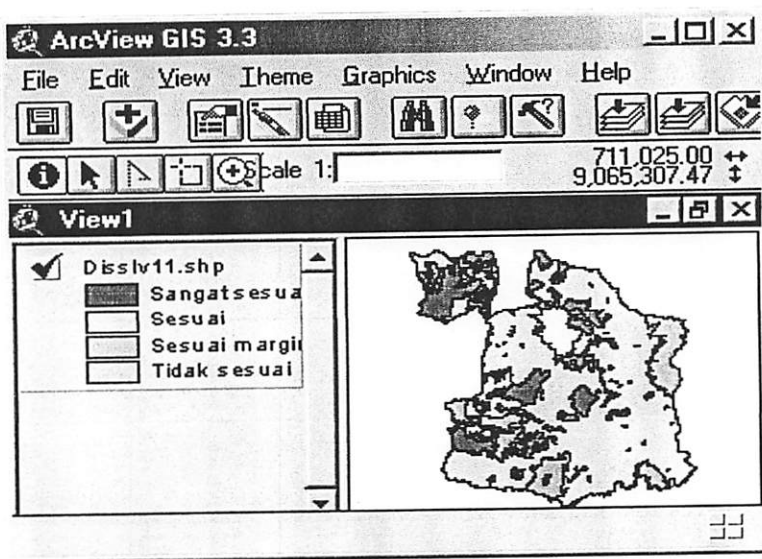 ArcView GIS 3.3
File Edit View Theme Graphics Window Help
Scale 1:
711,025.00
9,065,307.47
View1
Disslv11.shp
Sangatsesua
Sesuai
Sesuai margin
Tidak sesuai